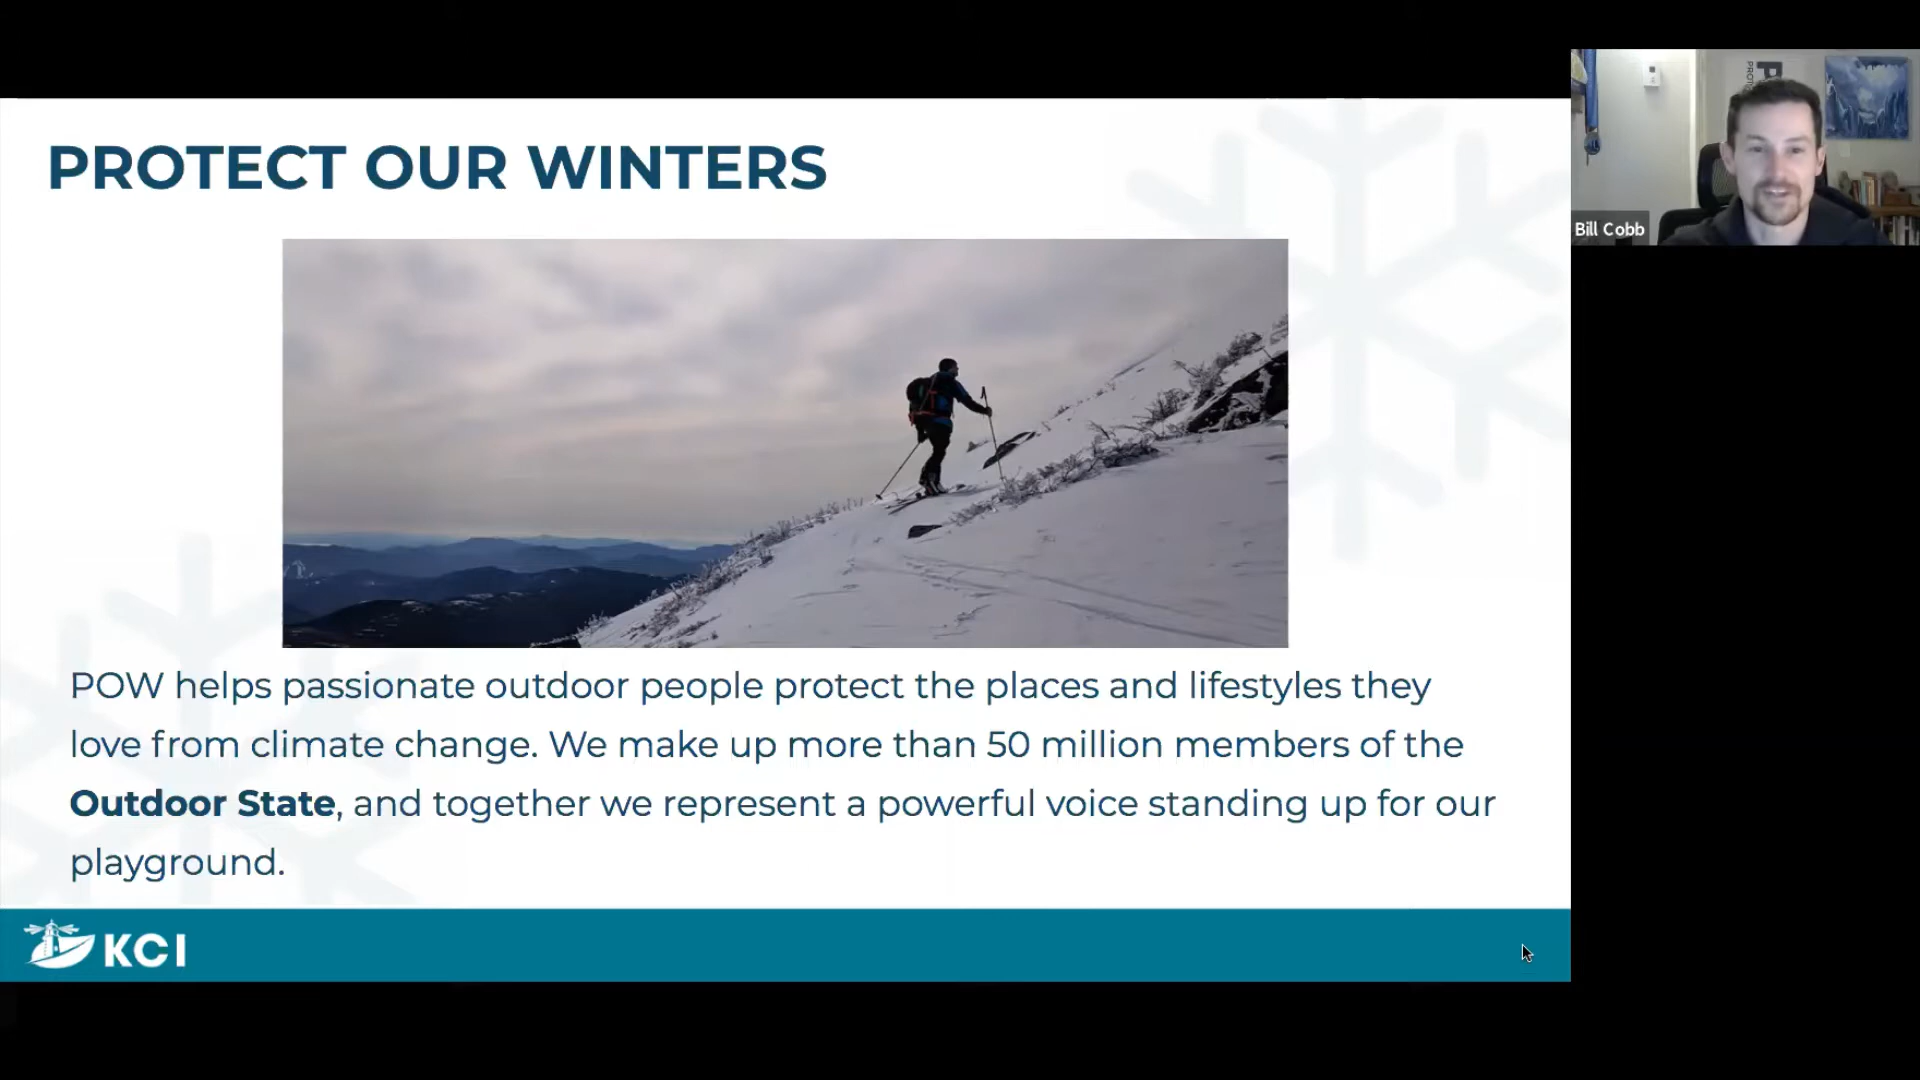 PROTECT OUR WINTERS
POW helps passionate outdoor people protect the places and lifestyles they
love from climate change. We make up more than 50 million members of the
Outdoor State, and together we represent a powerful voice standing up for our
playground.
KCI
Bill Cobb